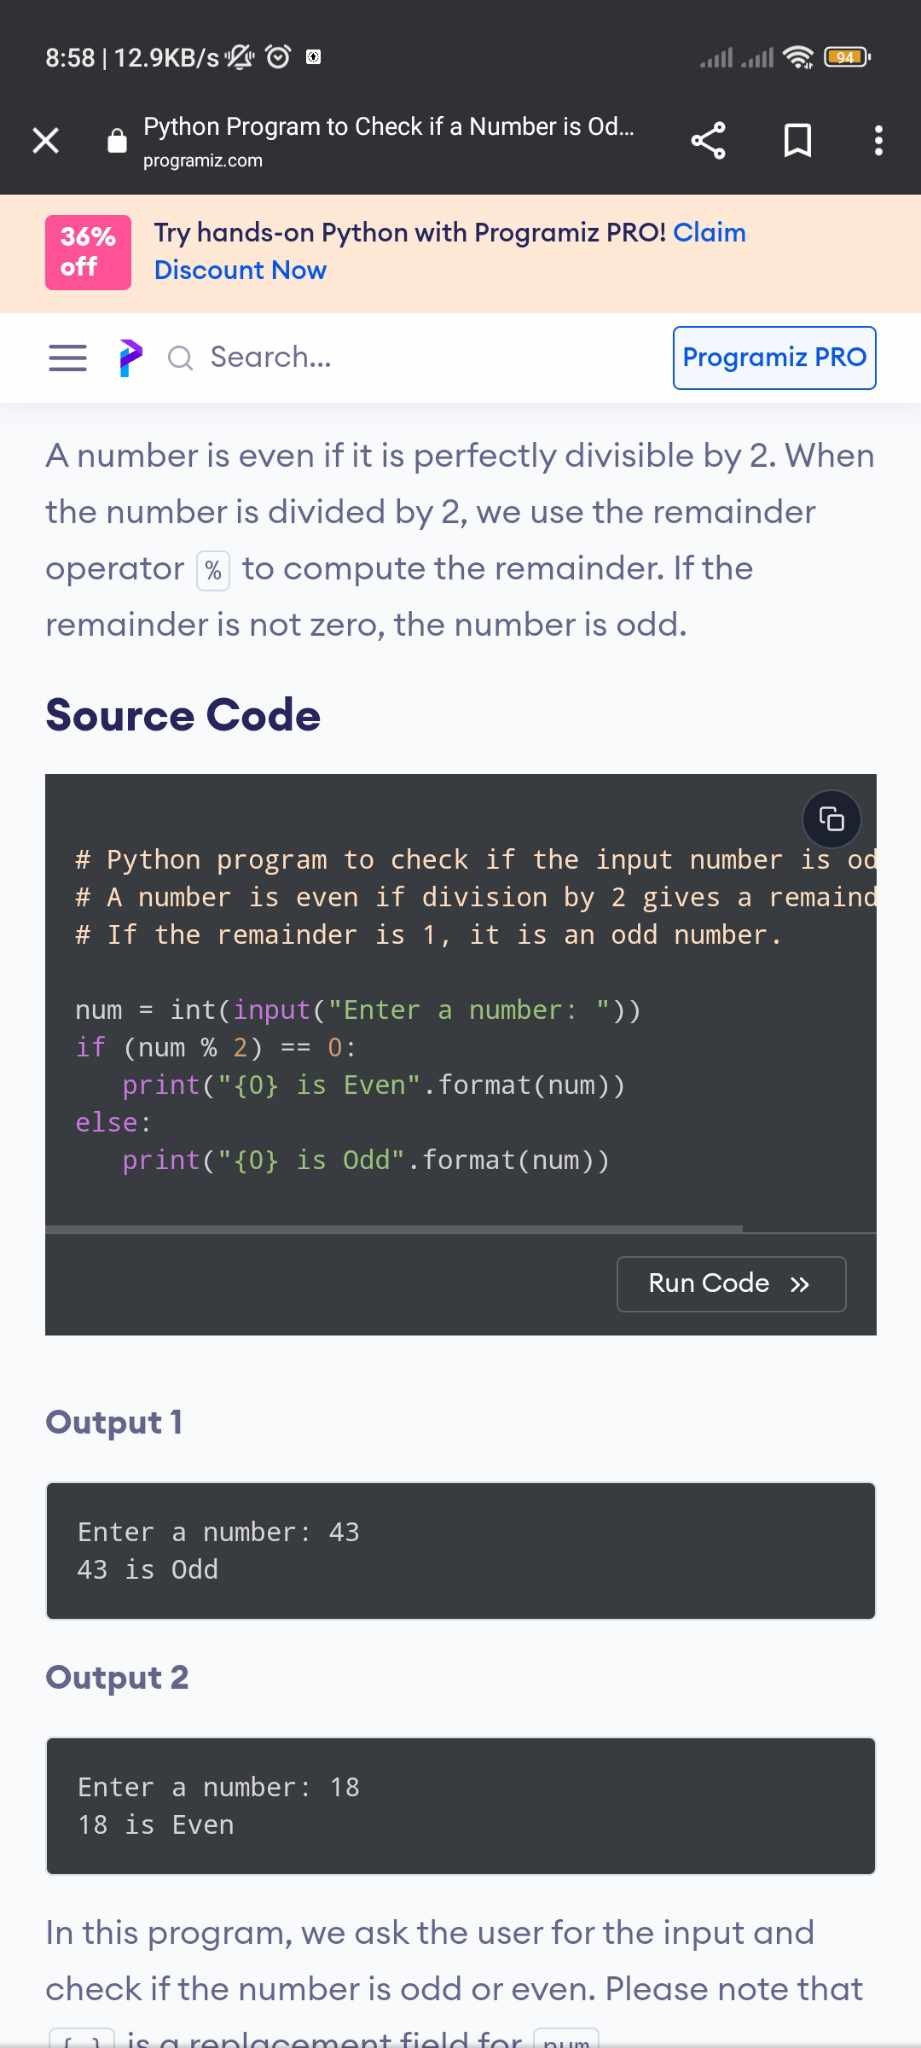 8:58 | 12.9KB/s
94
Python Program to Check if a Number is Od...
programiz.com
36%
off
Try hands-on Python with Programiz PRO! Claim
Discount Now
Search...
Programiz PRO
A number is even if it is perfectly divisible by 2. When
the number is divided by 2, we use the remainder
operator % to compute the remainder. If the
remainder is not zero, the number is odd.
Source Code
# Python program to check if the input number is od
# A number is even if division by 2 gives a remaind
# If the remainder is 1, it is an odd number.
num = int(input("Enter a number: "))
if (num % 2) == 0:
   print("{0} is Even".format(num))
else:
   print("{0} is Odd".format(num))
Run Code »
Output 1
Enter a number: 43
43 is Odd
Output 2
Enter a number: 18
18 is Even
In this program, we ask the user for the input and
check if the number is odd or even. Please note that
{ } is a replacement field for num